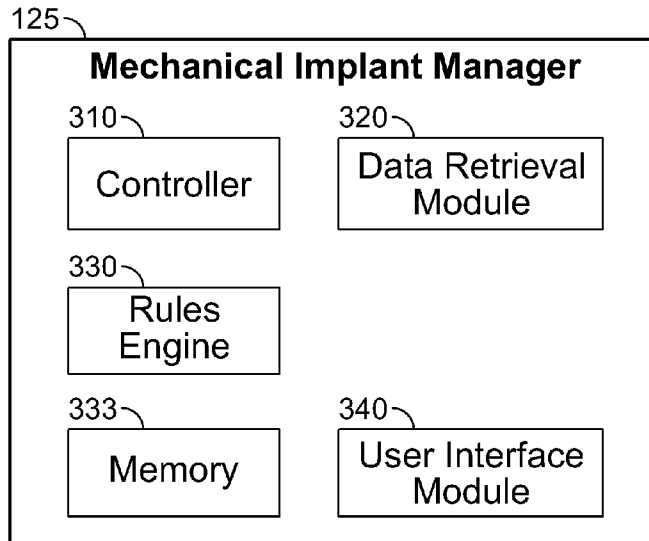 125
Mechanical Implant Manager
310
Controller
320
Data Retrieval
Module
330
Rules
Engine
333
Memory
340
User Interface
Module